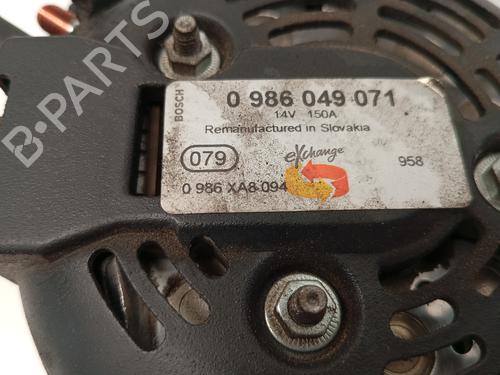 B-PARTS
BOSCH
0 986 049 071
14V 150A
Remanufactured in Slovakia
079
eXchange
958
0 986 XA8 094